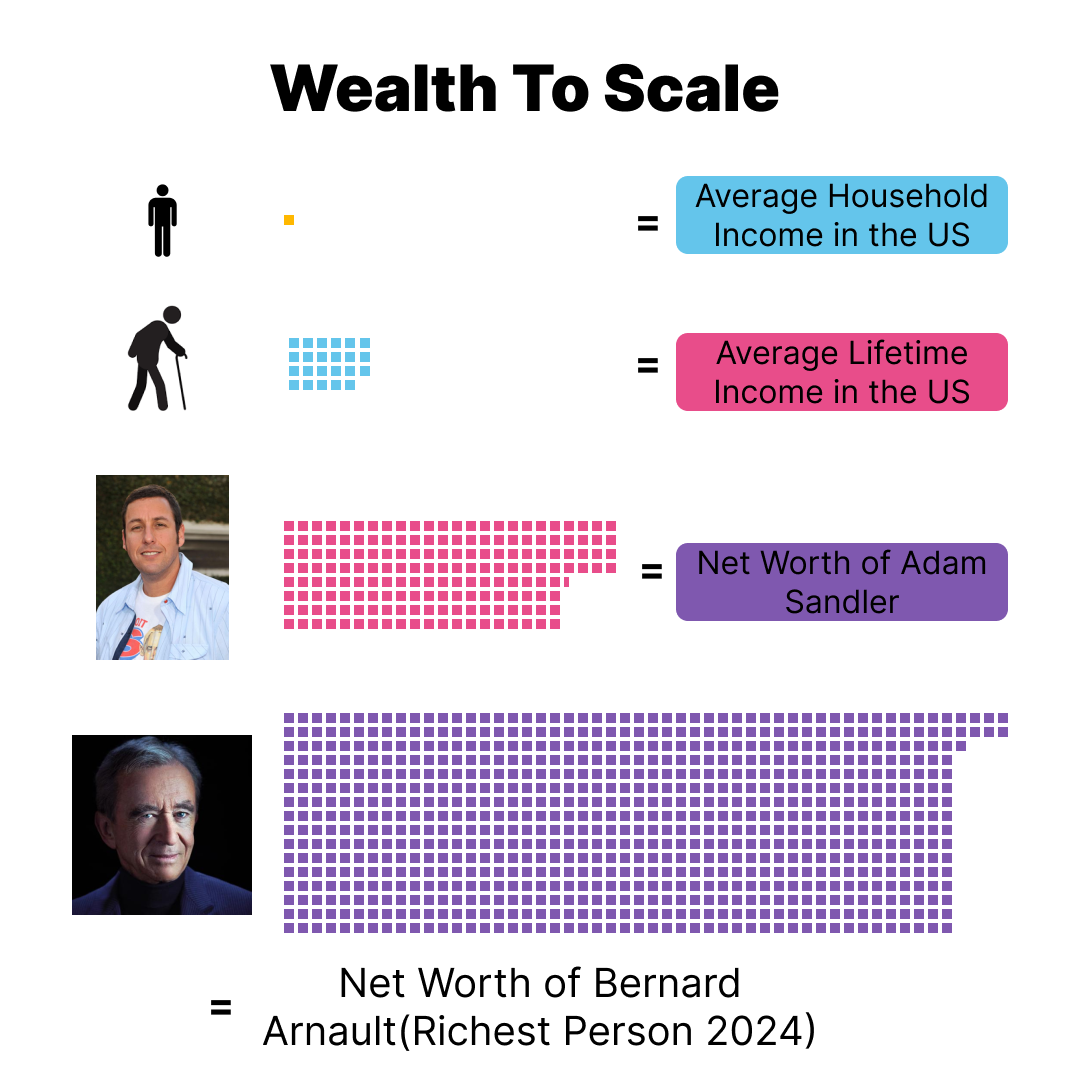 Wealth To Scale
=
Average Household
Income in the US
=
Average Lifetime
Income in the US
=
Net Worth of Adam
Sandler
=
Net Worth of Bernard
Arnault(Richest Person 2024)